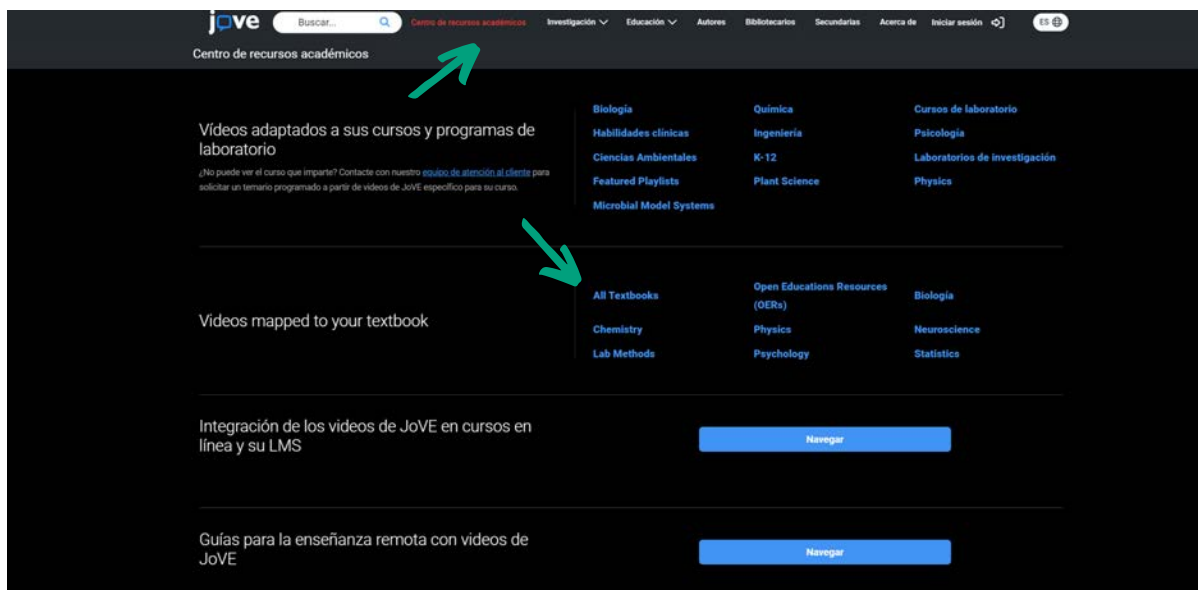 jove Buscar... Centro de recursos académicos Investigación Educación Autores Bibliotecarios Secundarias Acerca de Iniciar sesión ES
Centro de recursos académicos
Vídeos adaptados a sus cursos y programas de
laboratorio
¿No puede ver el curso que imparte? Contacte con nuestro equipo de atención al cliente para
solicitar un temario programado a partir de videos de JoVE específico para su curso.
Biología Química Cursos de laboratorio
Habilidades clínicas Ingeniería Psicología
Ciencias Ambientales K-12 Laboratorios de investigación
Featured Playlists Plant Science Physics
Microbial Model Systems
Videos mapped to your textbook
All Textbooks Open Educations Resources
(OERs) Biología
Chemistry Physics Neuroscience
Lab Methods Psychology Statistics
Integración de los videos de JoVE en cursos en
línea y su LMS
Navegar
Guías para la enseñanza remota con videos de
JoVE
Navegar